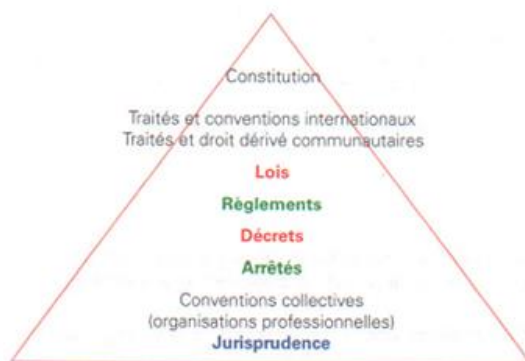 Constitution
Traités et conventions internationaux
Traités et droit dérivé communautaires
Lois
Règlements
Décrets
Arrêtés
Conventions collectives
(organisations professionnelles)
Jurisprudence